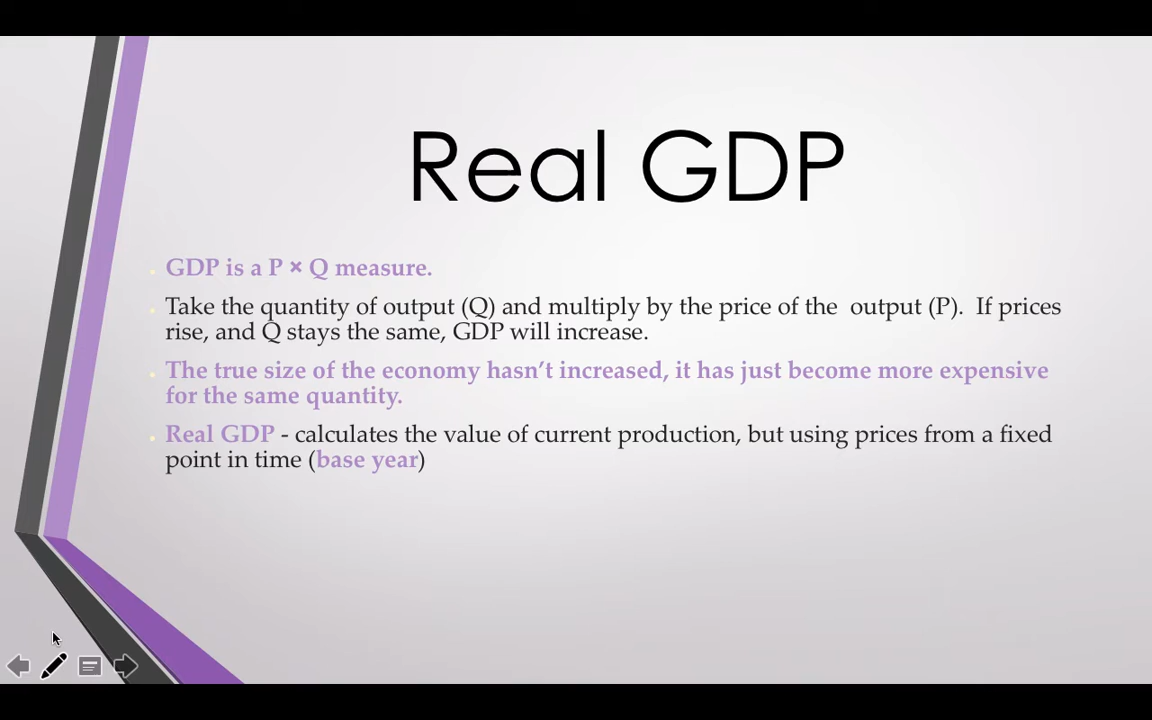 Real GDP
GDP is a P × Q measure.
Take the quantity of output (Q) and multiply by the price of the  output (P).  If prices
rise, and Q stays the same, GDP will increase.
The true size of the economy hasn’t increased, it has just become more expensive
for the same quantity.
Real GDP - calculates the value of current production, but using prices from a fixed
point in time (base year)